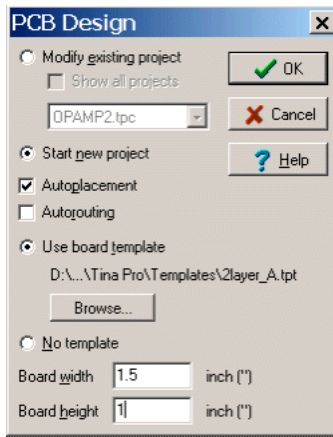 PCB Design
Modify existing project
OK
Show all projects
OPAMP2.tpc
Cancel
Start new project
Help
Autoplacement
Autorouting
Use board template
D:\...\Tina Pro\Templates\2layer_A.tpt
Browse...
No template
Board width 1.5 inch (")
Board height 1 inch (")